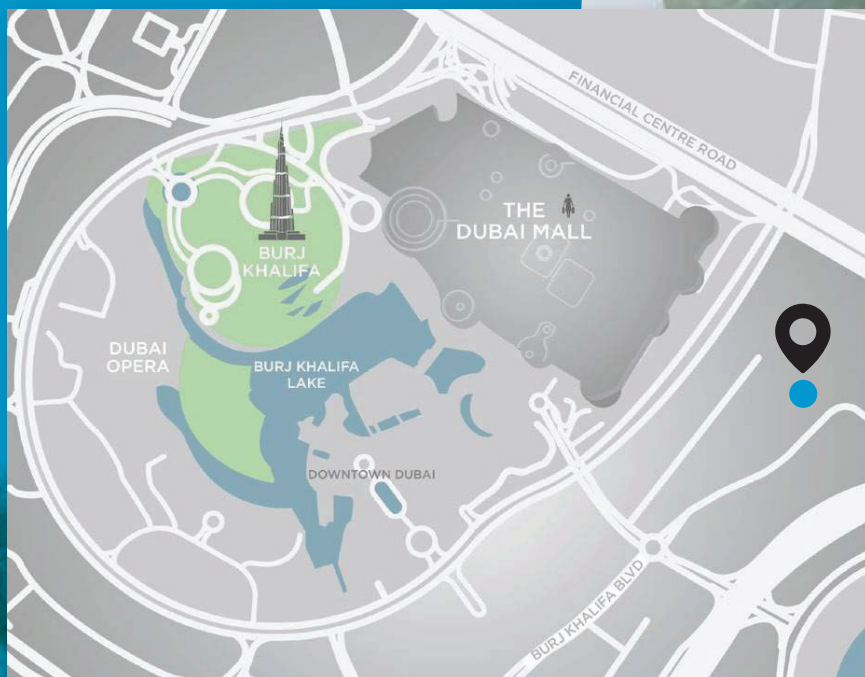 FINANCIAL CENTRE ROAD
THE
DUBAI MALL
BURJ
KHALIFA
DUBAI
OPERA
BURJ KHALIFA
LAKE
DOWNTOWN DUBAI
BURJ KHALIFA BLVD